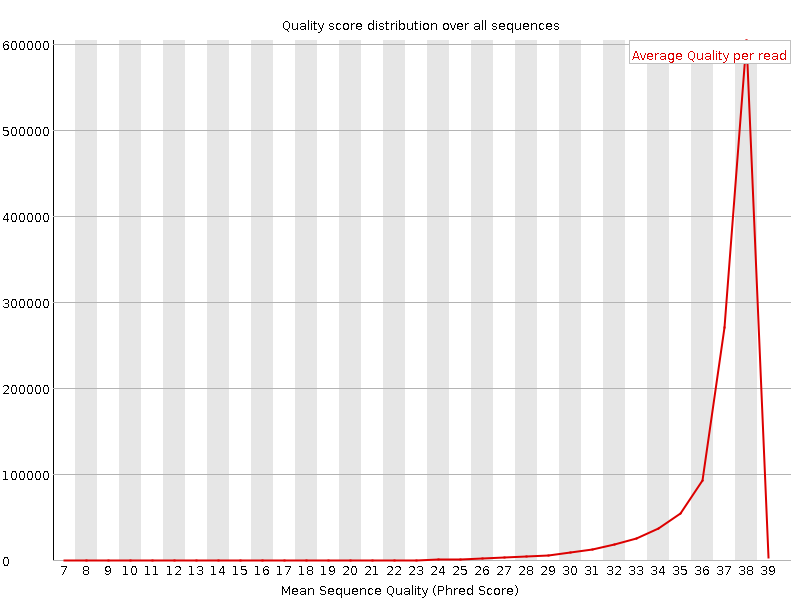 Quality score distribution over all sequences
Average Quality per read
600000
500000
400000
300000
200000
100000
0
7 8 9 10 11 12 13 14 15 16 17 18 19 20 21 22 23 24 25 26 27 28 29 30 31 32 33 34 35 36 37 38 39
Mean Sequence Quality (Phred Score)